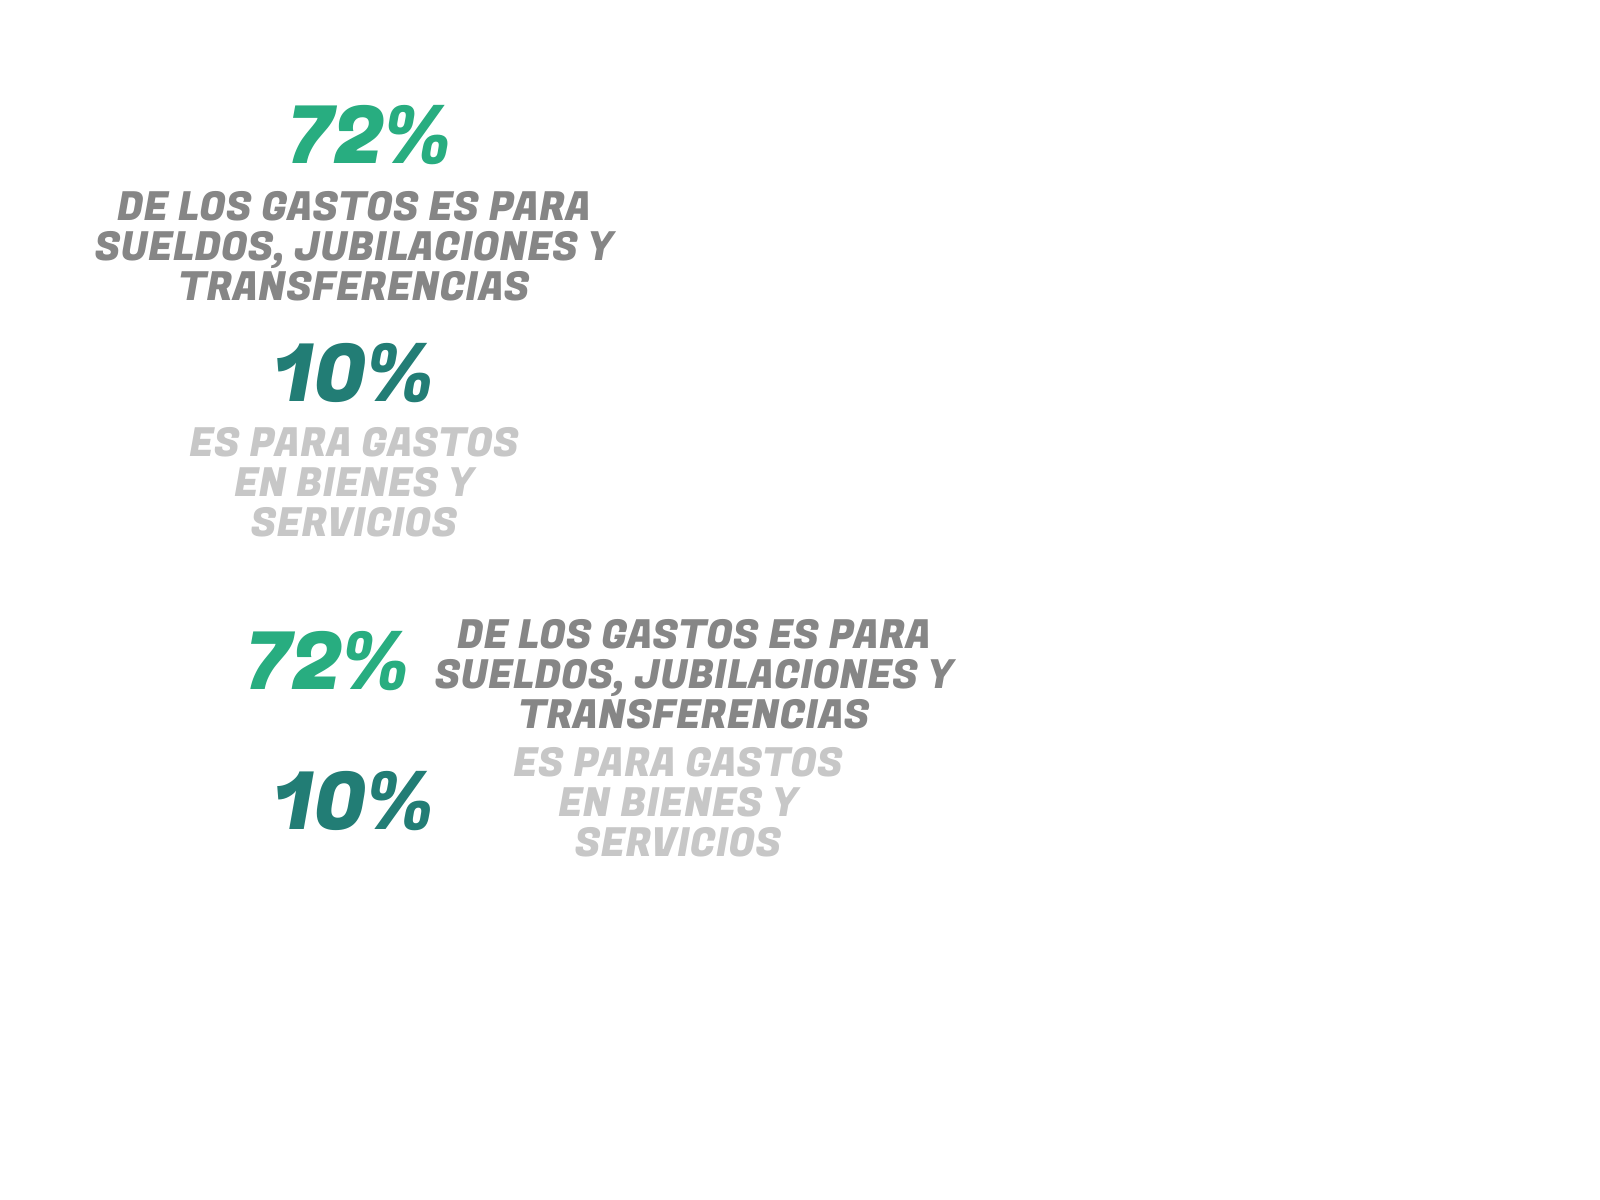 72%
DE LOS GASTOS ES PARA
SUELDOS, JUBILACIONES Y
TRANSFERENCIAS
10%
ES PARA GASTOS
EN BIENES Y
SERVICIOS
72%
DE LOS GASTOS ES PARA
SUELDOS, JUBILACIONES Y
TRANSFERENCIAS
10%
ES PARA GASTOS
EN BIENES Y
SERVICIOS